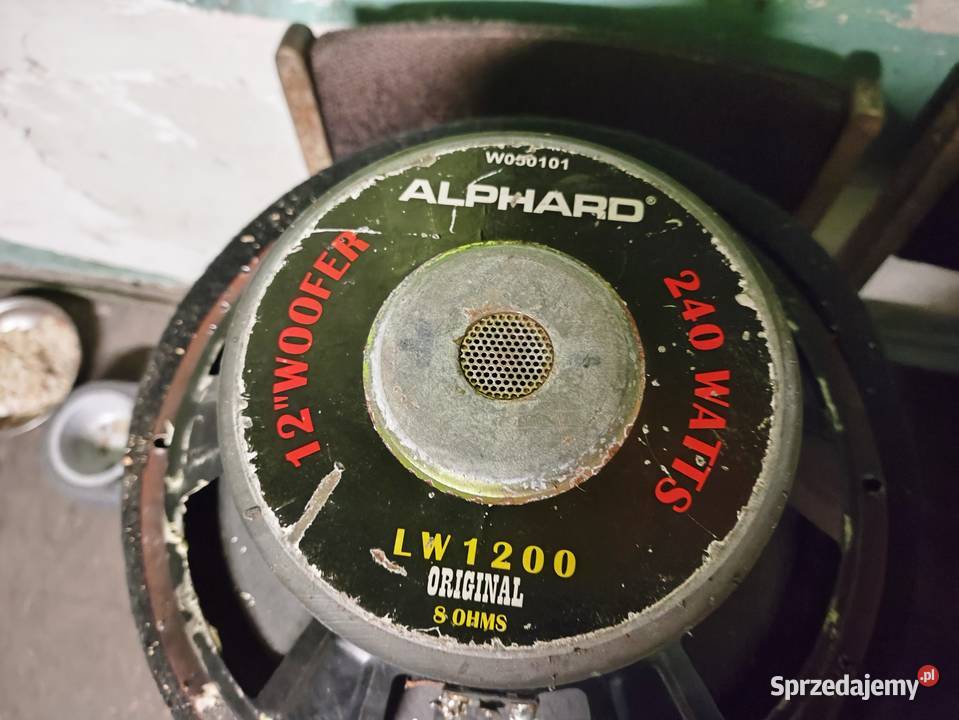 W050101
ALPHARD®
12"WOOFER
240 WATTS
LW1200
ORIGINAL
8 OHMS
Sprzedajemy.pl